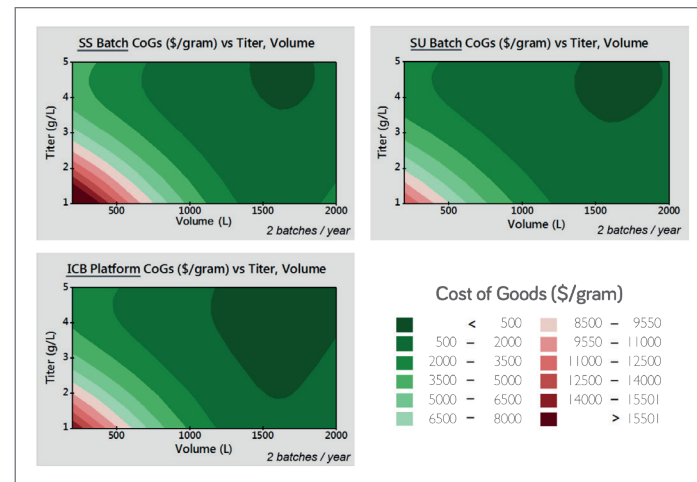 SS Batch CoGs ($/gram) vs Titer, Volume
5
4
3
2
1
Titer (g/L)
500
1000
1500
2000
Volume (L)
2 batches / year
SU Batch CoGs ($/gram) vs Titer, Volume
5
4
3
2
1
Titer (g/L)
500
1000
1500
2000
Volume (L)
2 batches / year
ICB Platform CoGs ($/gram) vs Titer, Volume
5
4
3
2
1
Titer (g/L)
500
1000
1500
2000
Volume (L)
2 batches / year
Cost of Goods ($/gram)
< 500
500 – 2000
2000 – 3500
3500 – 5000
5000 – 6500
6500 – 8000
8500 – 9550
9550 – 11000
11000 – 12500
12500 – 14000
14000 – 15501
> 15501